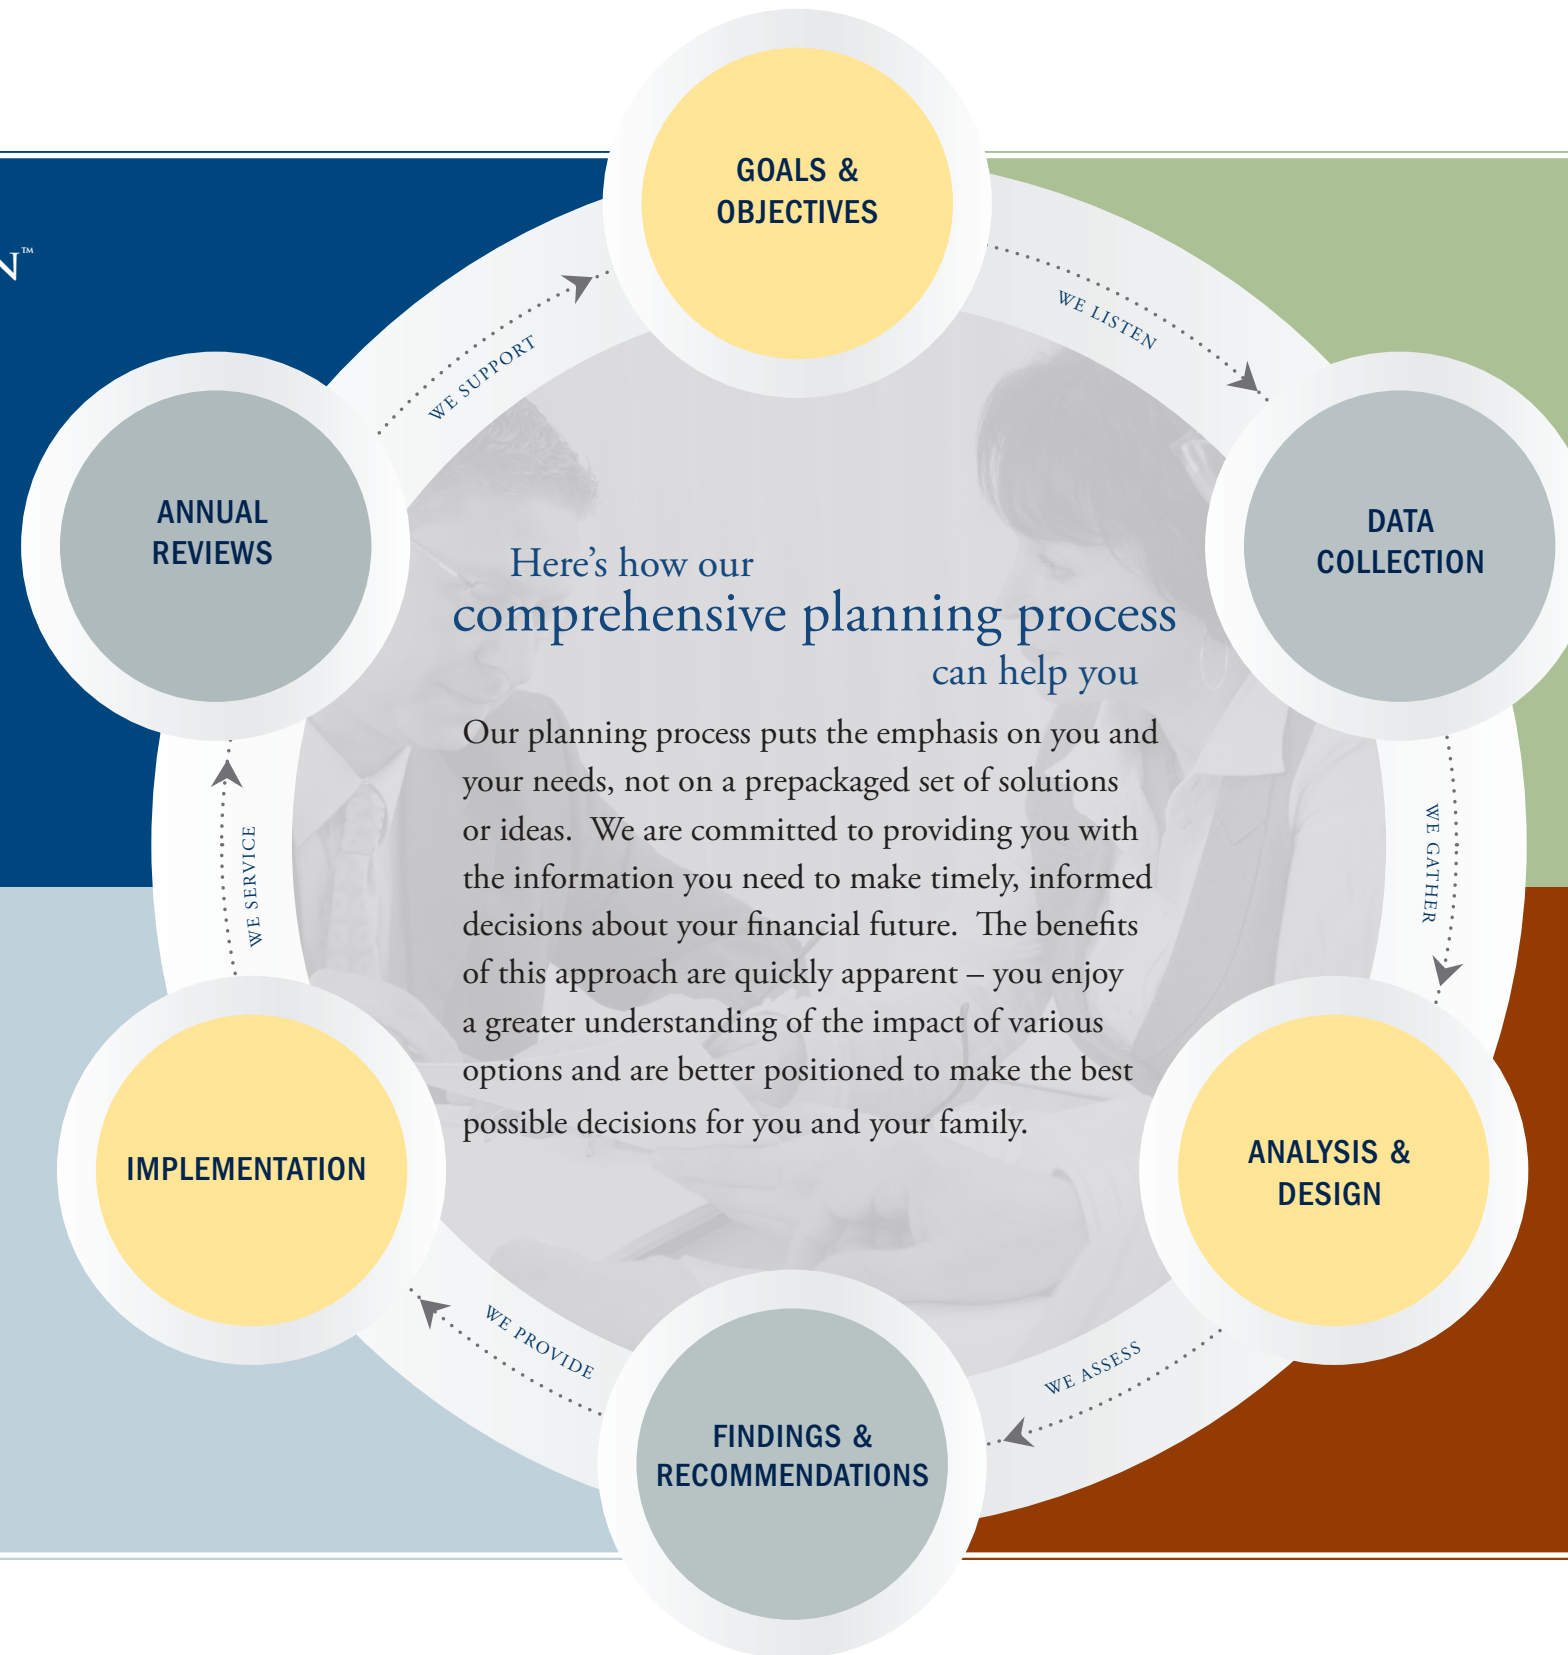 GOALS &
OBJECTIVES
N™
WE SUPPORT
WE LISTEN
ANNUAL
REVIEWS
DATA
COLLECTION
Here’s how our
comprehensive planning process
can help you
Our planning process puts the emphasis on you and
your needs, not on a prepackaged set of solutions
or ideas.  We are committed to providing you with
the information you need to make timely, informed
decisions about your financial future.  The benefits
of this approach are quickly apparent – you enjoy
a greater understanding of the impact of various
options and are better positioned to make the best
possible decisions for you and your family.
WE SERVICE
WE GATHER
IMPLEMENTATION
ANALYSIS &
DESIGN
WE PROVIDE
WE ASSESS
FINDINGS &
RECOMMENDATIONS